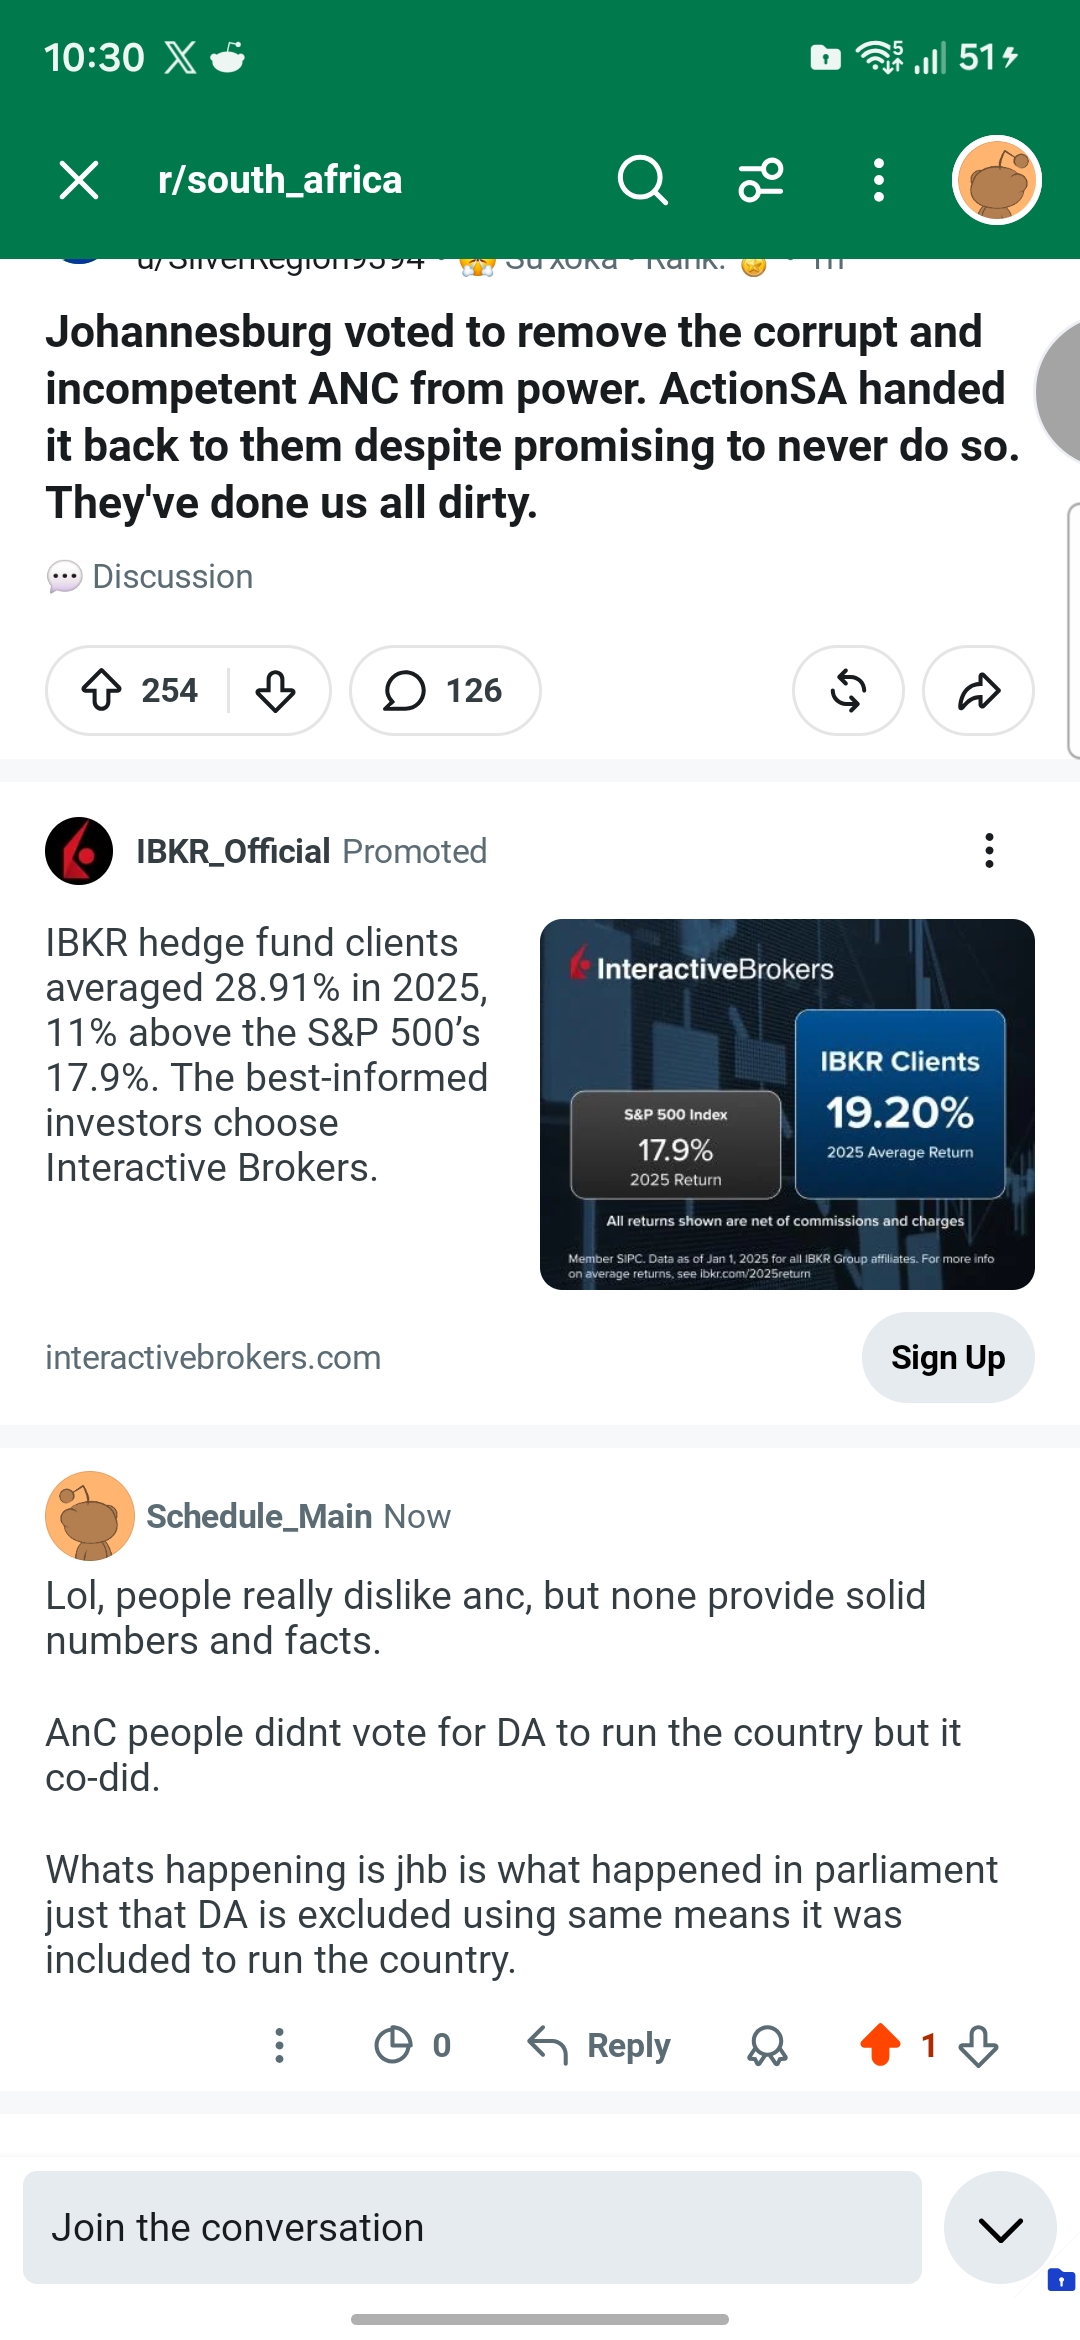 10:30
51
r/south_africa
u/SilverRegion9394 • Su'xoka • Rank: • 1h
Johannesburg voted to remove the corrupt and
incompetent ANC from power. ActionSA handed
it back to them despite promising to never do so.
They've done us all dirty.
Discussion
254
126
IBKR_Official Promoted
IBKR hedge fund clients
averaged 28.91% in 2025,
11% above the S&P 500’s
17.9%. The best-informed
investors choose
Interactive Brokers.
InteractiveBrokers
S&P 500 Index
17.9%
2025 Return
IBKR Clients
19.20%
2025 Average Return
All returns shown are net of commissions and charges
Member SIPC. Data as of Jan 1, 2025 for all IBKR Group affiliates. For more info
on average returns, see ibkr.com/2025return
interactivebrokers.com
Sign Up
Schedule_Main Now
Lol, people really dislike anc, but none provide solid
numbers and facts.
AnC people didnt vote for DA to run the country but it
co-did.
Whats happening is jhb is what happened in parliament
just that DA is excluded using same means it was
included to run the country.
0
Reply
1
Join the conversation